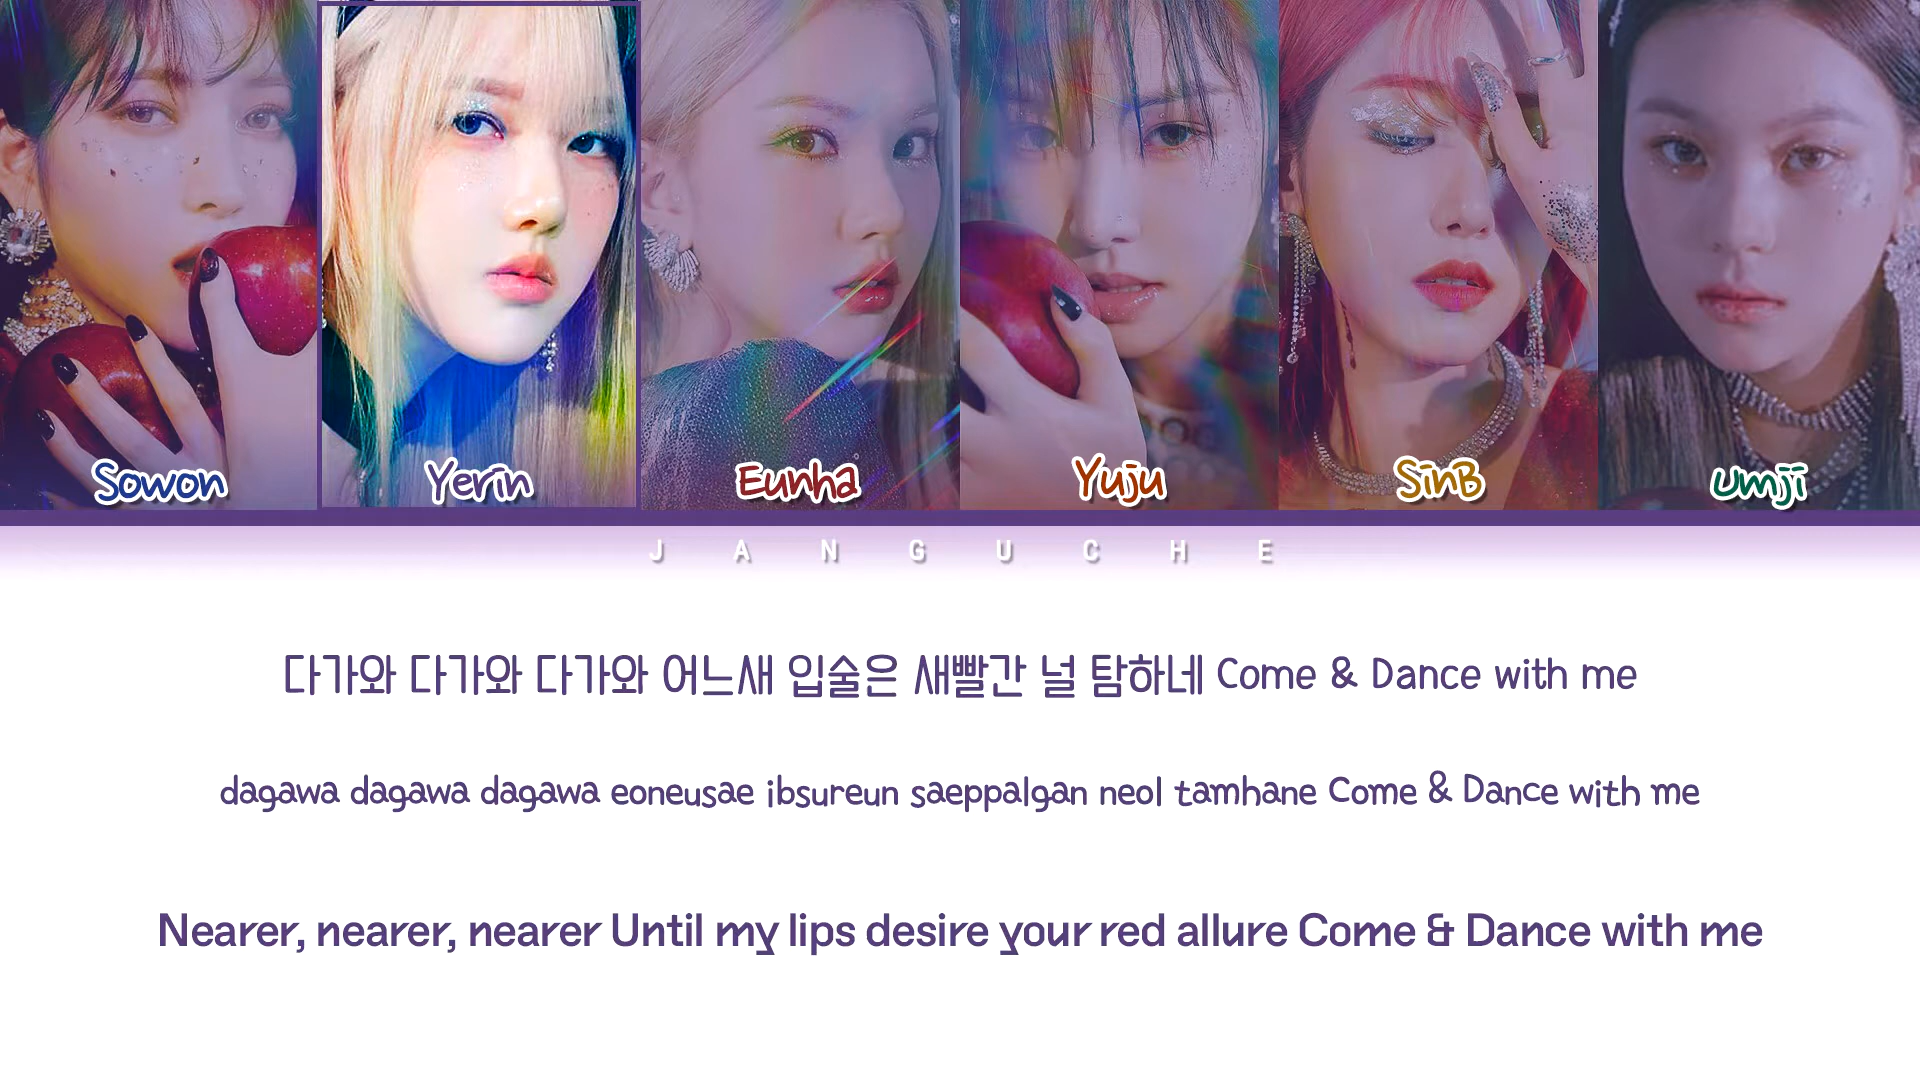 Sowon Yerin Eunha Yuju SinB Umji
JANGUCHE
다가와 다가와 다가와 어느새 입술은 새빨간 널 탐하네 Come & Dance with me
dagawa dagawa dagawa eoneusae ibsureun saeppalgan neol tamhane Come & Dance with me
Nearer, nearer, nearer Until my lips desire your red allure Come & Dance with me